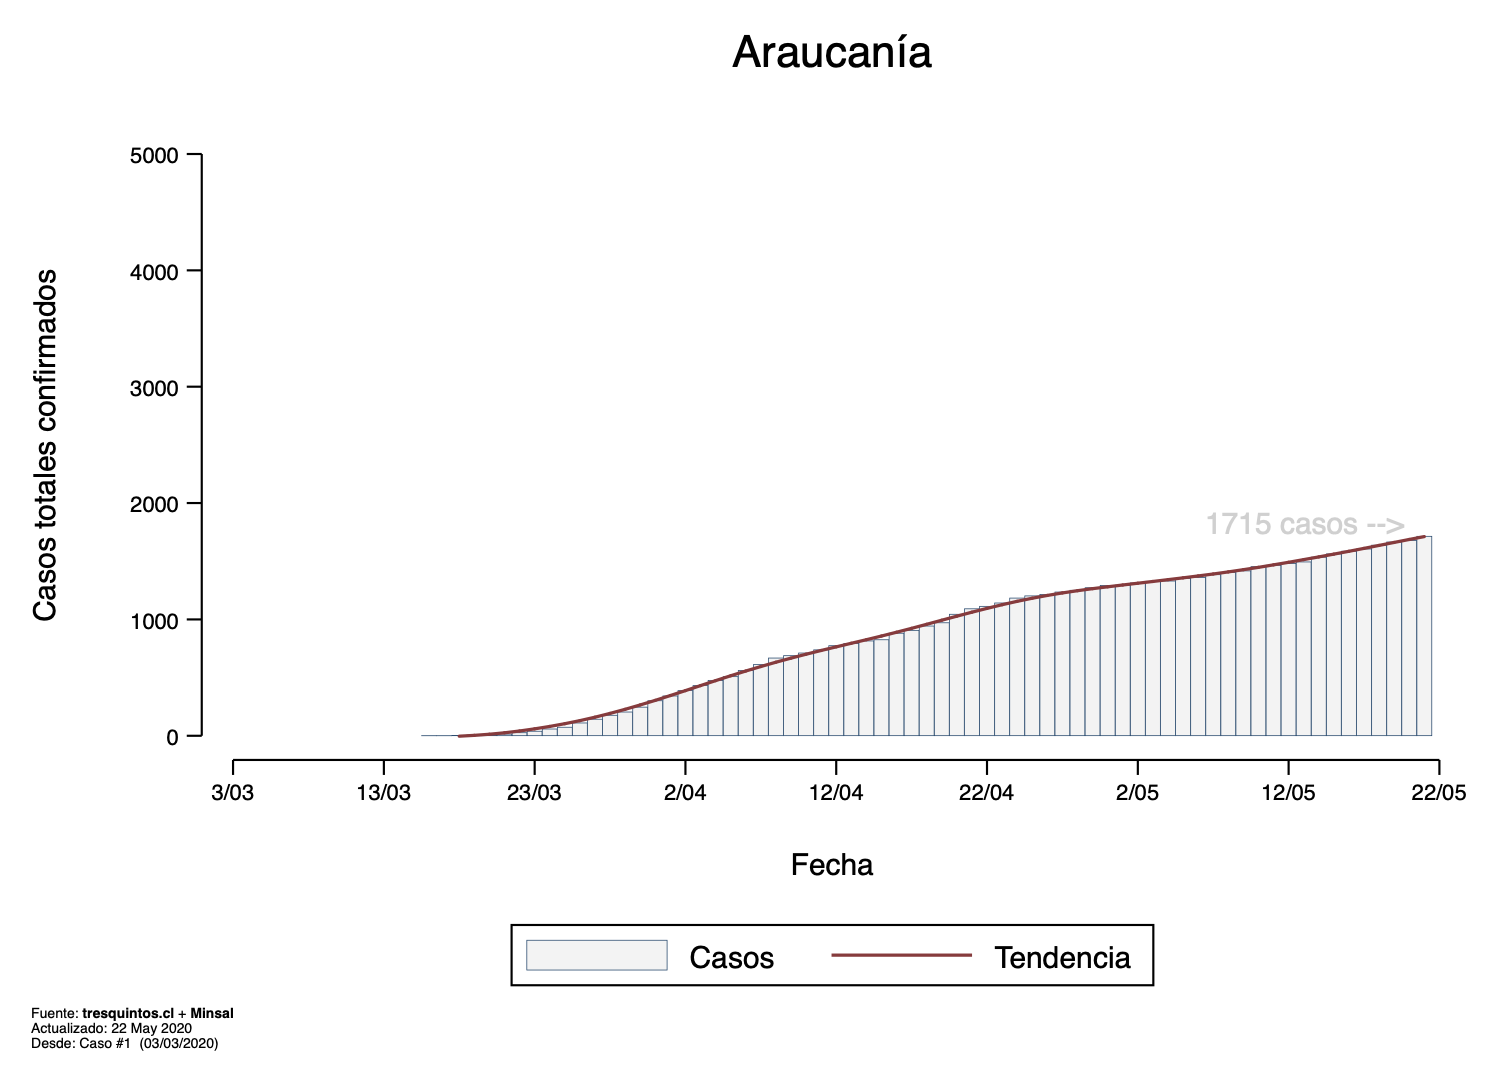 Araucanía
Casos totales confirmados
5000
4000
3000
2000
1000
0
1715 casos -->
3/03 13/03 23/03 2/04 12/04 22/04 2/05 12/05 22/05
Fecha
Casos Tendencia
Fuente: tresquintos.cl + Minsal
Actualizado: 22 May 2020
Desde: Caso #1 (03/03/2020)